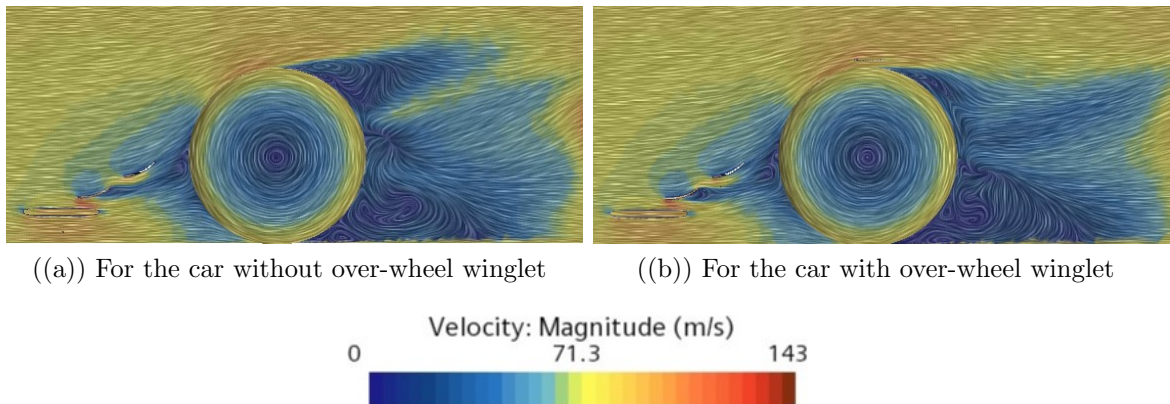 ((a)) For the car without over-wheel winglet
((b)) For the car with over-wheel winglet
Velocity: Magnitude (m/s)
0 71.3 143